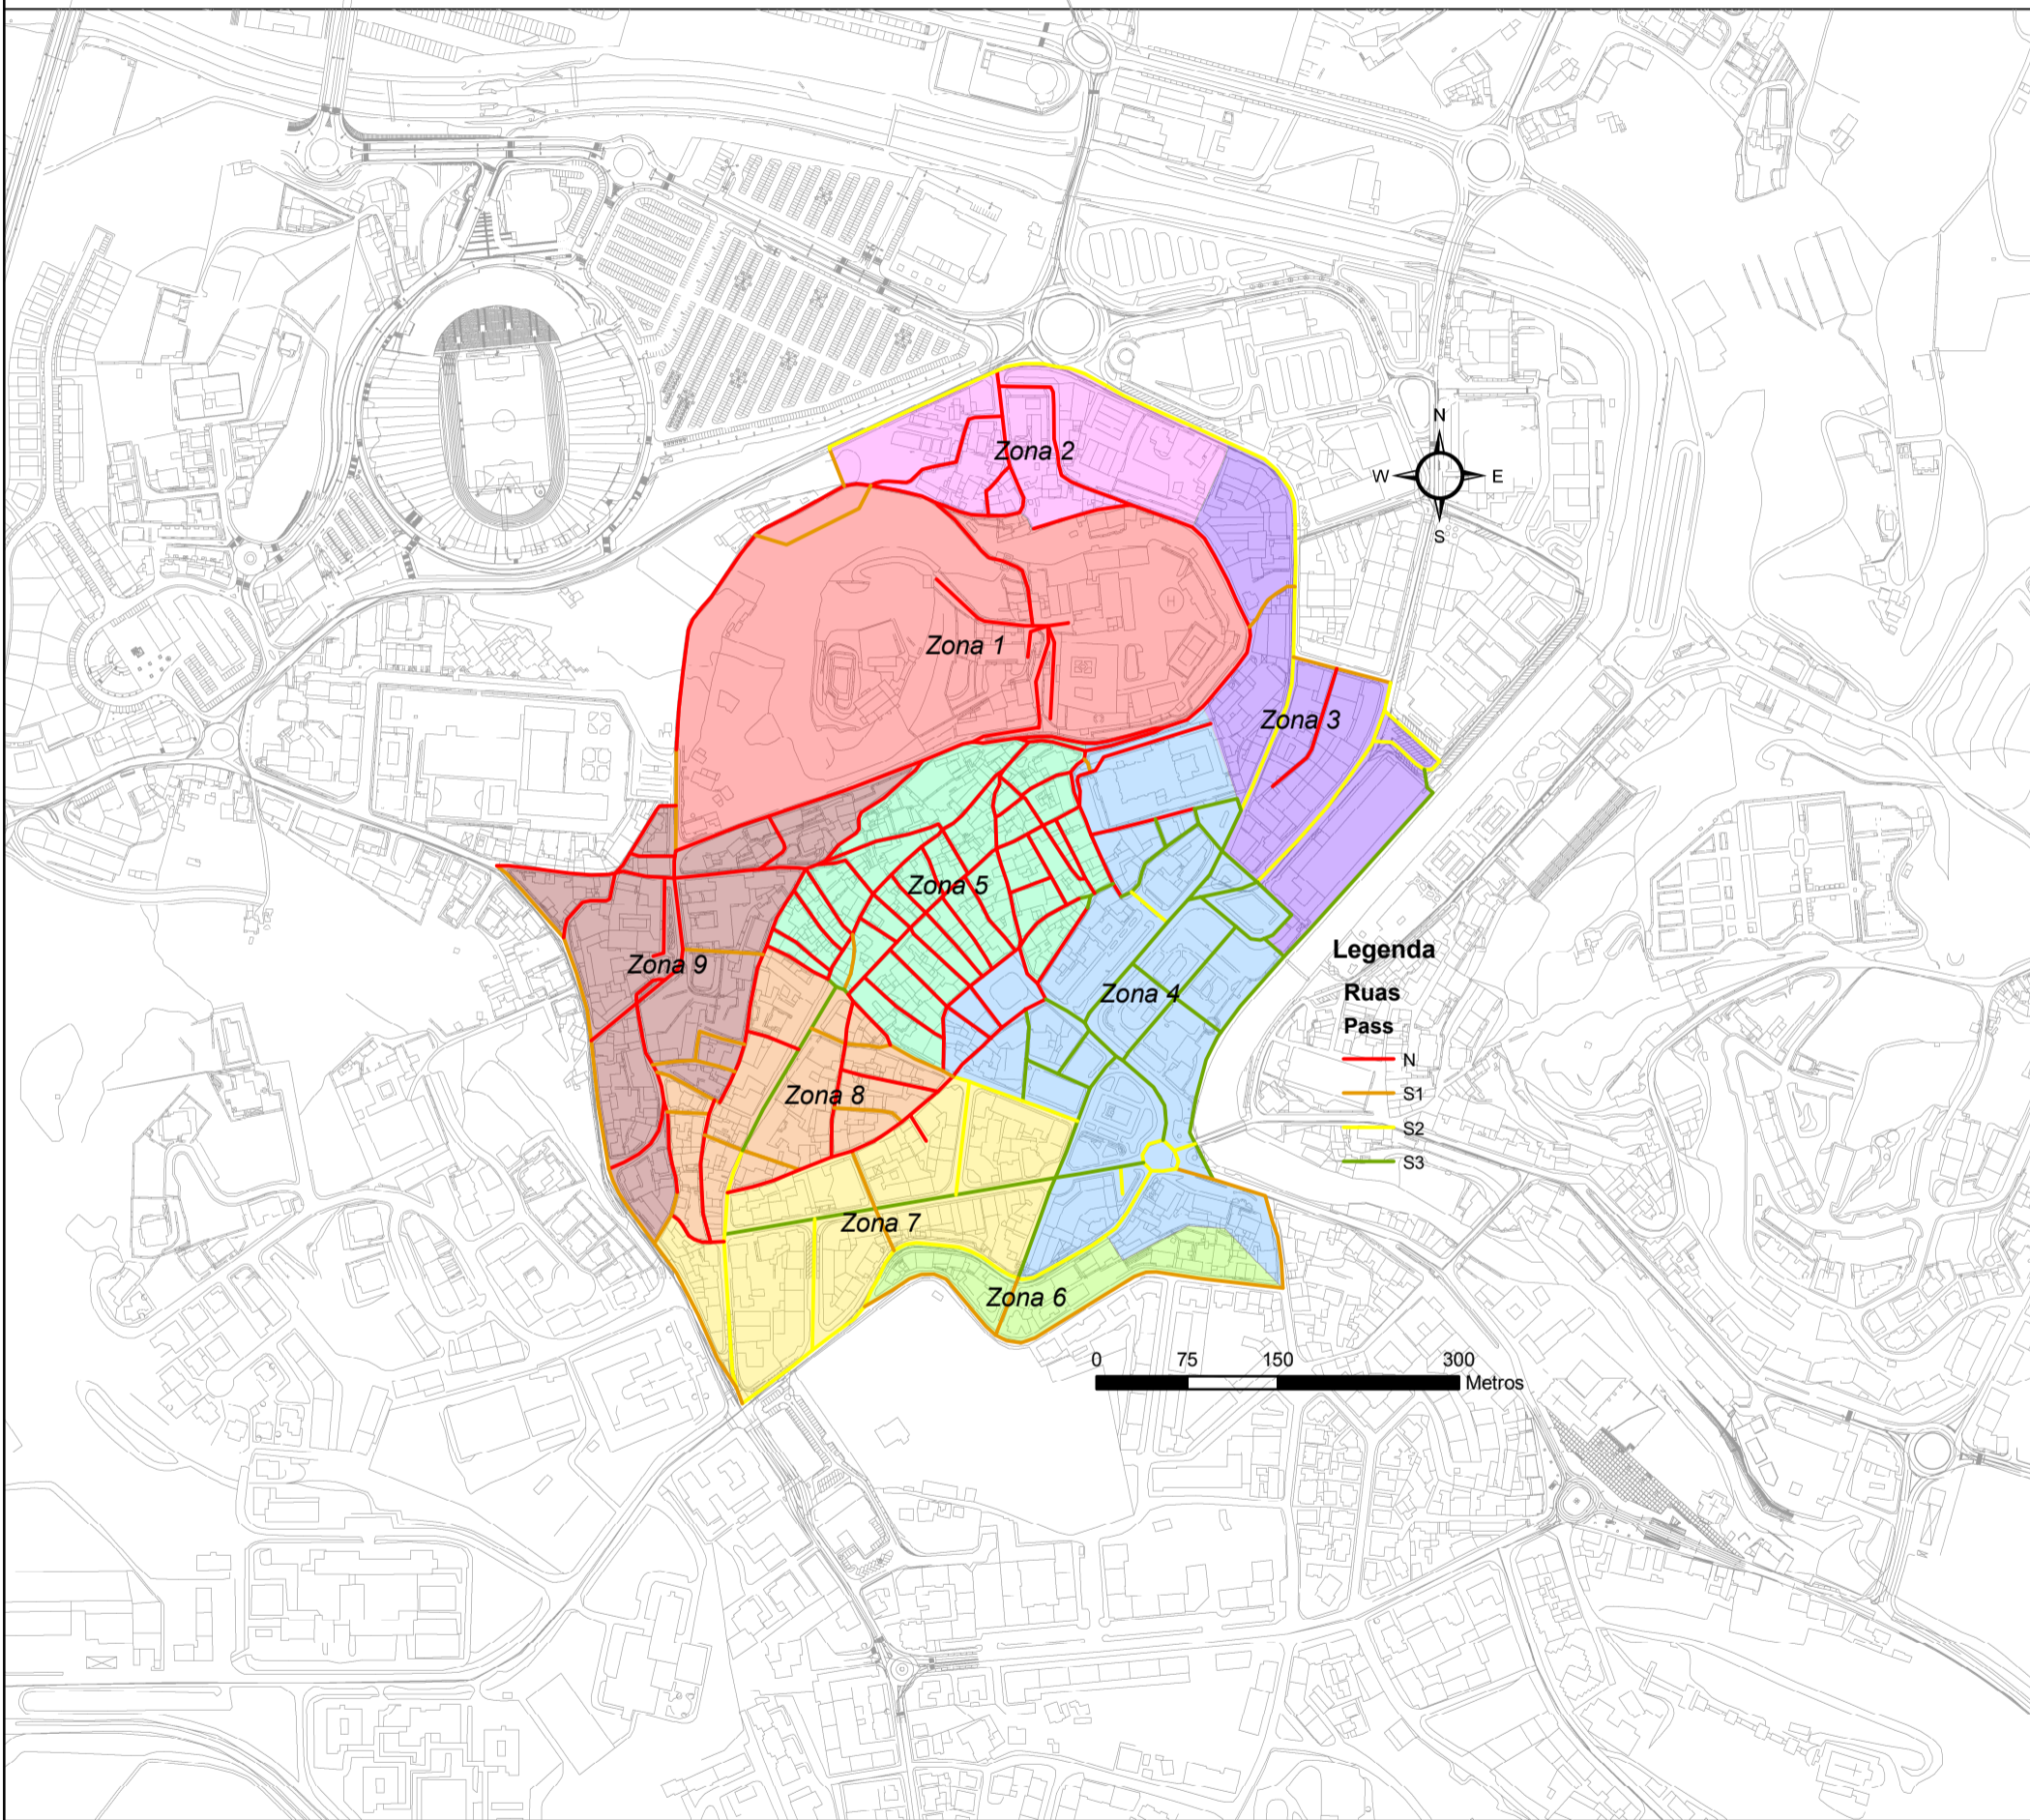 Zona 2
N
W
E
S
H
Zona 1
Zona 3
Zona 5
Zona 9
Zona 4
Zona 8
Zona 7
Zona 6
Legenda
Ruas
Pass
N
S1
S2
S3
0 75 150 300
Metros